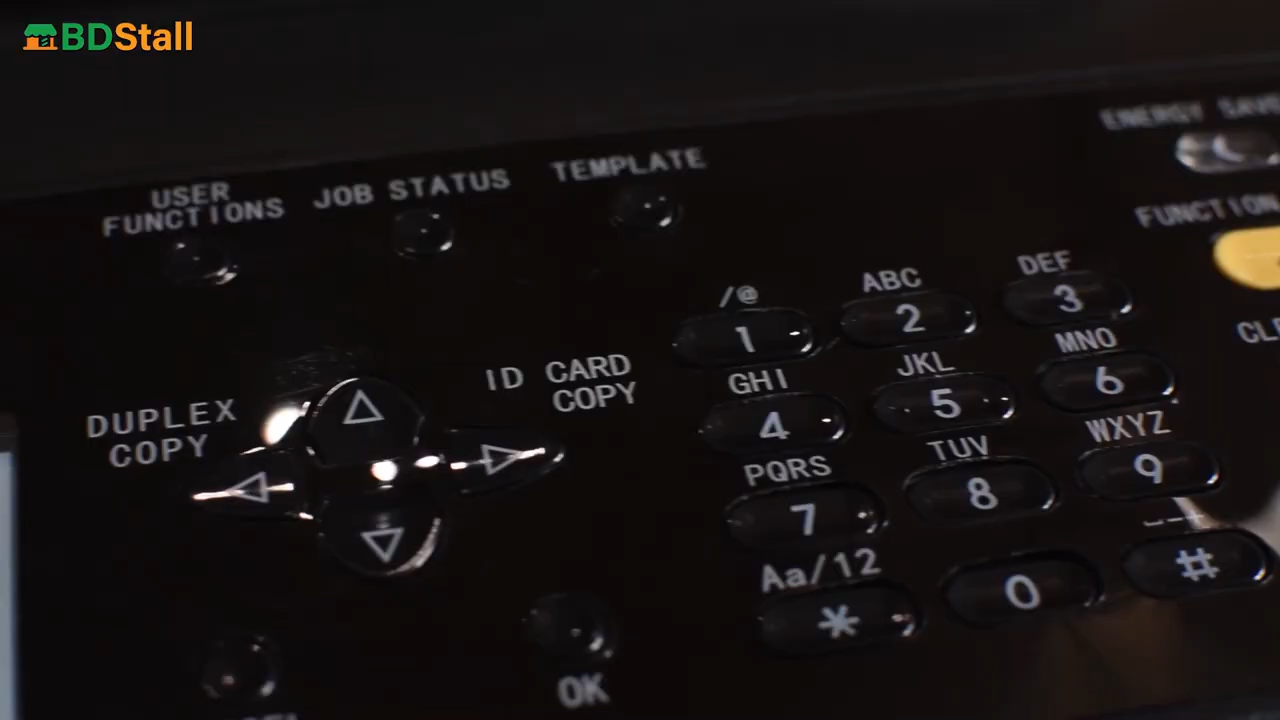 BDStall
ENERGY
USER
FUNCTIONS
JOB STATUS
TEMPLATE
FUNCTION
/@
ABC
DEF
1
2
3
DUPLEX
COPY
ID CARD
COPY
GHI
JKL
MNO
4
5
6
PQRS
TUV
WXYZ
7
8
9
Aa/12
*
0
#
OK